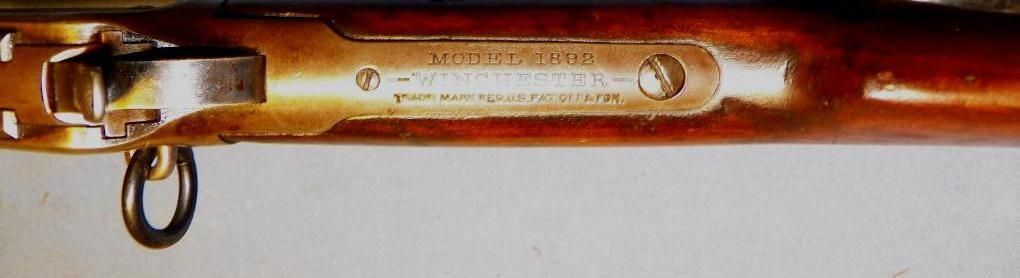 MODEL 1892
-WINCHESTER-
TRADE MARK REG. U.S. PAT. OFF. & FGN.